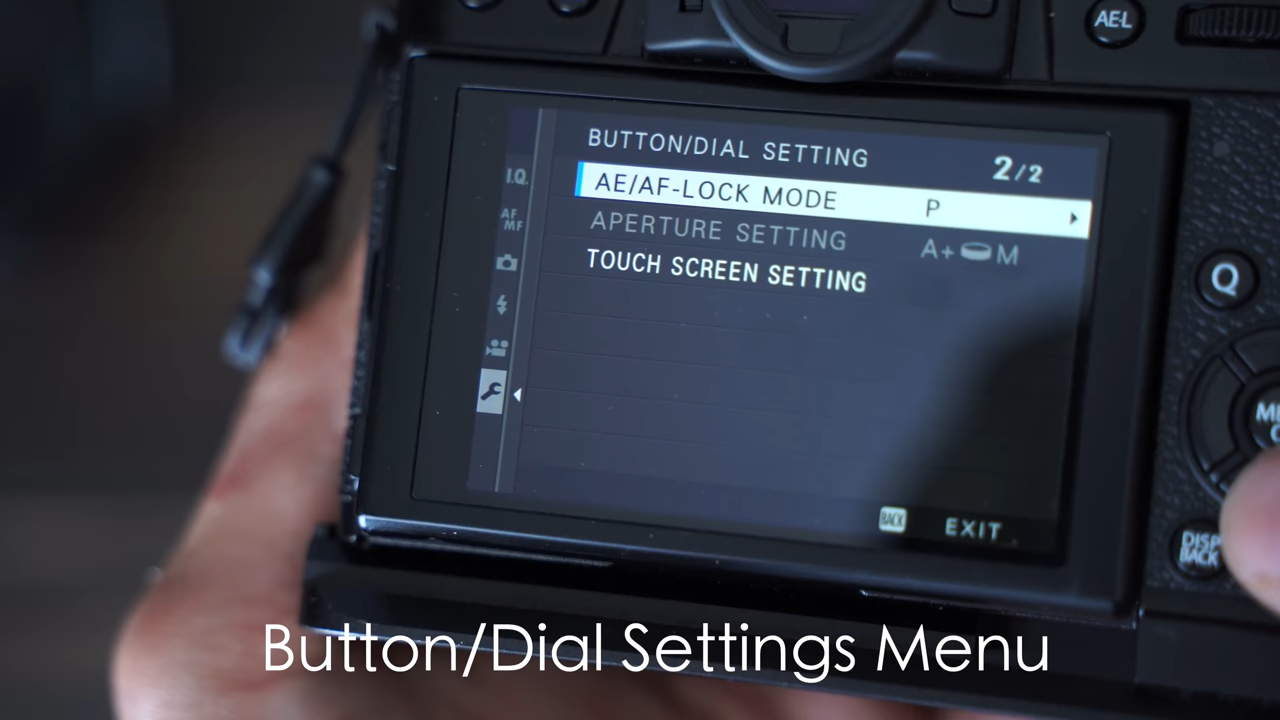 AE-L
BUTTON/DIAL SETTING 2/2
I.Q.
AE/AF-LOCK MODE P
AF
MF
APERTURE SETTING A+ M
TOUCH SCREEN SETTING
Q
BACK EXIT
DISP
BACK
Button/Dial Settings Menu